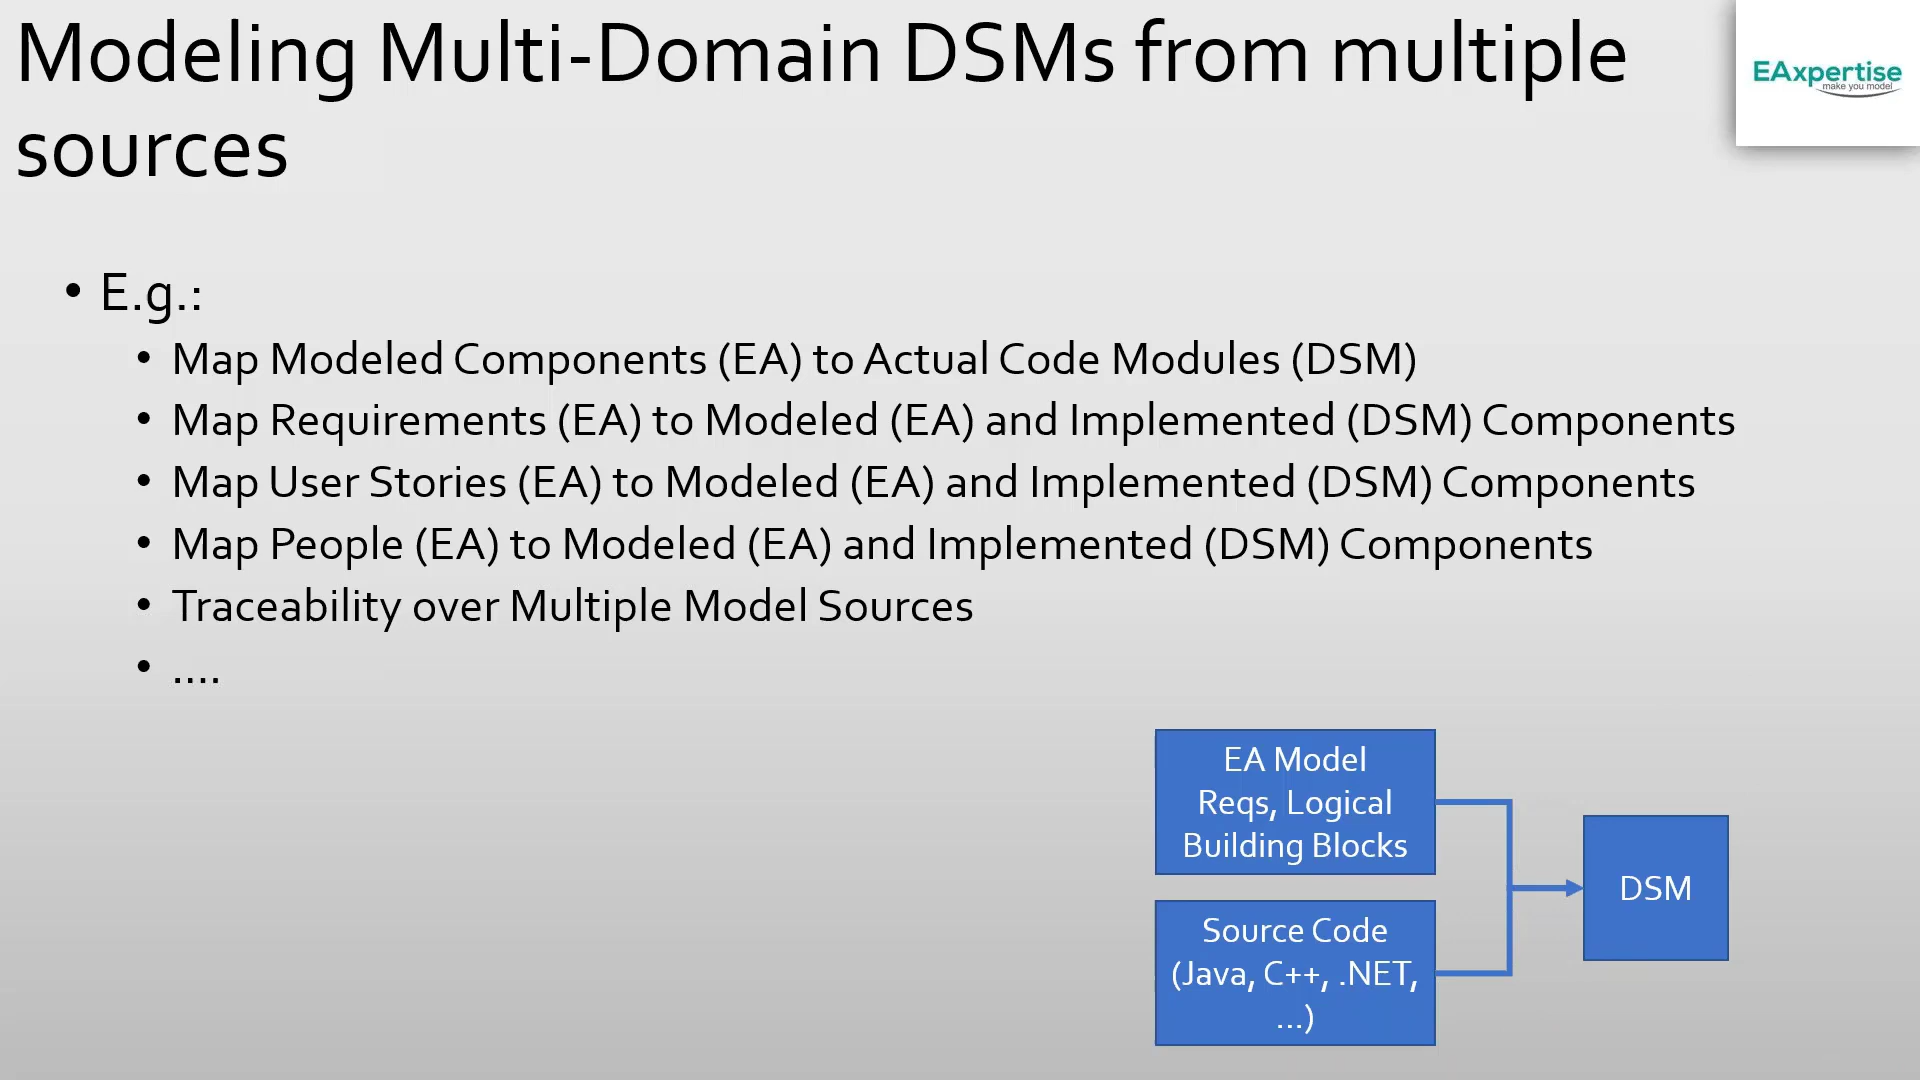 Modeling Multi-Domain DSMs from multiple
sources
EAxpertise
make you model
• E.g.:
• Map Modeled Components (EA) to Actual Code Modules (DSM)
• Map Requirements (EA) to Modeled (EA) and Implemented (DSM) Components
• Map User Stories (EA) to Modeled (EA) and Implemented (DSM) Components
• Map People (EA) to Modeled (EA) and Implemented (DSM) Components
• Traceability over Multiple Model Sources
• ....
EA Model
Reqs, Logical
Building Blocks
DSM
Source Code
(Java, C++, .NET,
...)